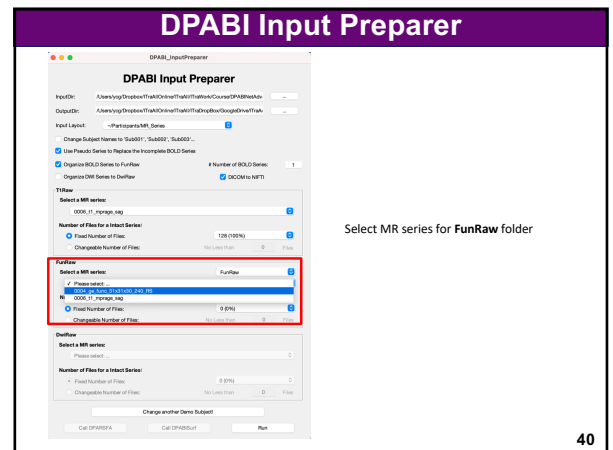 DPABI Input Preparer
DPABI_InputPreparer
DPABI Input Preparer
InputDir: /Users/yog/Dropbox/ITraAll/Online/ITraAll/ITraWork/Course/DPABINetAdv ...
OutputDir: /Users/yog/Dropbox/ITraAll/Online/ITraAll/ITraDropBox/GoogleDrive/ITraA ...
Input Layout: ~/Participants/MR_Series
Change Subject Names to 'Sub001', 'Sub002', 'Sub003'...
Use Pseudo Series to Replace the Incomplete BOLD Series
Organize BOLD Series to FunRaw # Number of BOLD Series: 1
Organize DWI Series to DwiRaw DICOM to NIFTI
T1Raw
Select a MR series:
0006_t1_mprage_sag
Number of Files for a Intact Series:
Fixed Number of Files: 128 (100%)
Changeable Number of Files: No Less than 0 Files
Select MR series for FunRaw folder
FunRaw
Select a MR series: FunRaw
✓ Please select: ...
0004_ge_func_31x31x30_240_RS
0006_t1_mprage_sag
Fixed Number of Files: 0 (0%)
Changeable Number of Files: No Less than 0 Files
DwiRaw
Select a MR series:
Please select ...
Number of Files for a Intact Series:
Fixed Number of Files: 0 (0%)
Changeable Number of Files: No Less than 0 Files
Change another Demo Subject!
Call DPARSFA Call DPABISurf Run
40